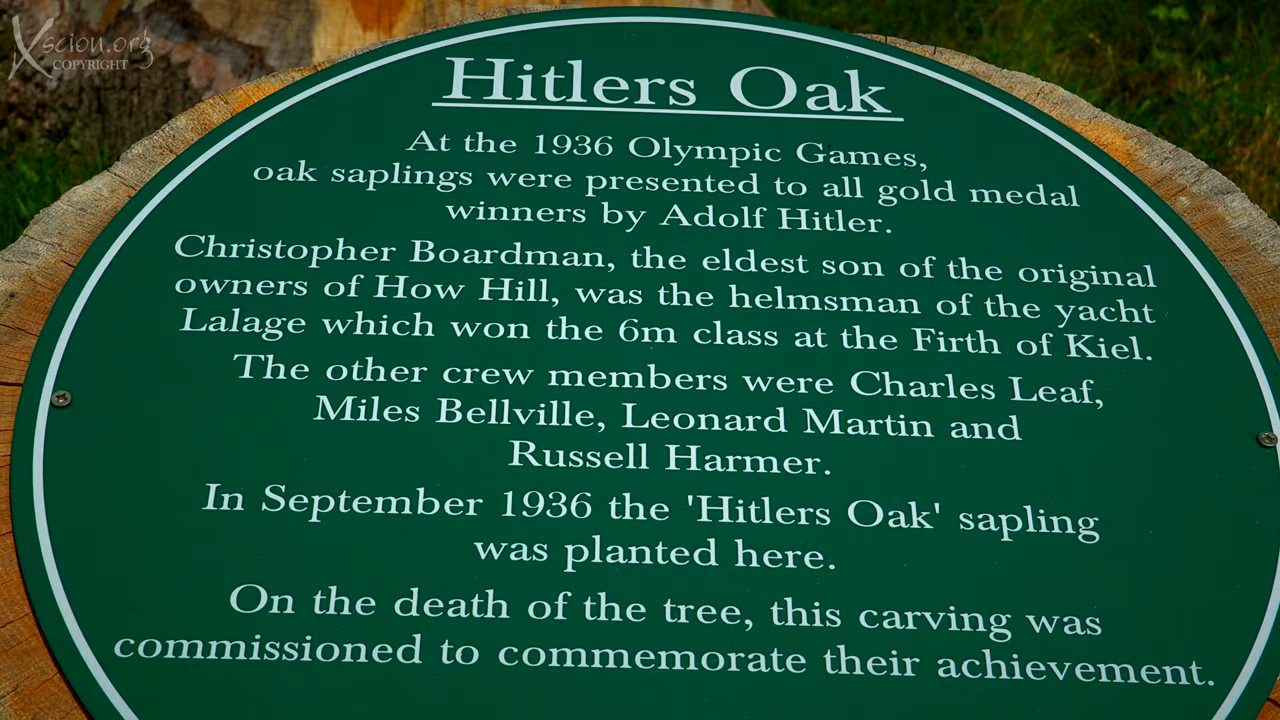 Xscion.org
COPYRIGHT
Hitlers Oak
At the 1936 Olympic Games,
oak saplings were presented to all gold medal
winners by Adolf Hitler.
Christopher Boardman, the eldest son of the original
owners of How Hill, was the helmsman of the yacht
Lalage which won the 6m class at the Firth of Kiel.
The other crew members were Charles Leaf,
Miles Bellville, Leonard Martin and
Russell Harmer.
In September 1936 the 'Hitlers Oak' sapling
was planted here.
On the death of the tree, this carving was
commissioned to commemorate their achievement.